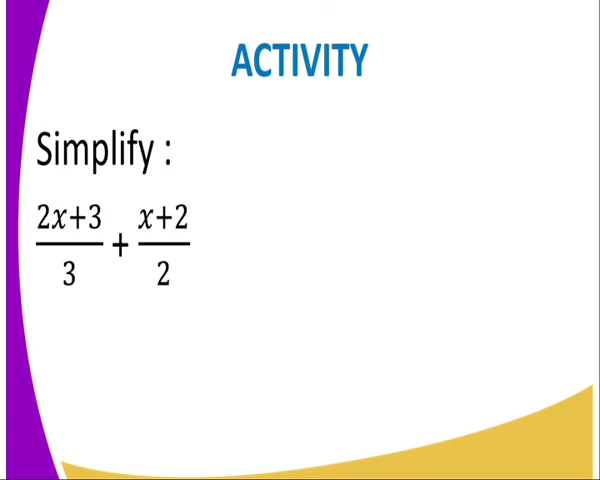 ACTIVITY
Simplify :
2x+3 x+2
+
3 2